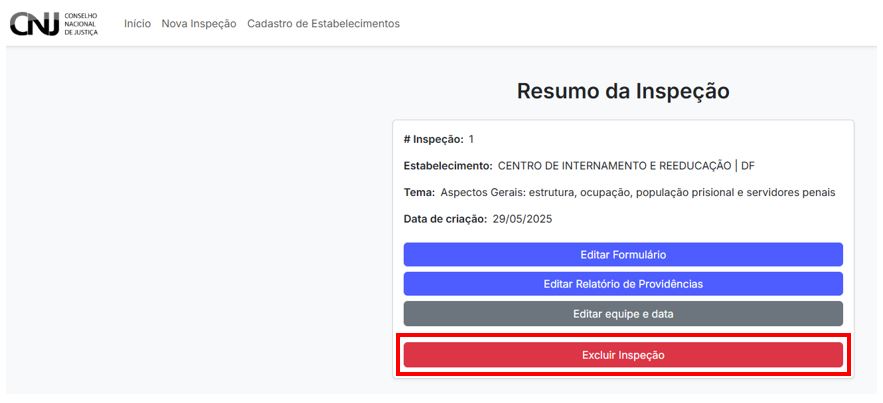 CNJ CONSELHO
NACIONAL
DE JUSTIÇA
Início Nova Inspeção Cadastro de Estabelecimentos
Resumo da Inspeção
# Inspeção: 1
Estabelecimento: CENTRO DE INTERNAMENTO E REEDUCAÇÃO | DF
Tema: Aspectos Gerais: estrutura, ocupação, população prisional e servidores penais
Data de criação: 29/05/2025
Editar Formulário
Editar Relatório de Providências
Editar equipe e data
Excluir Inspeção